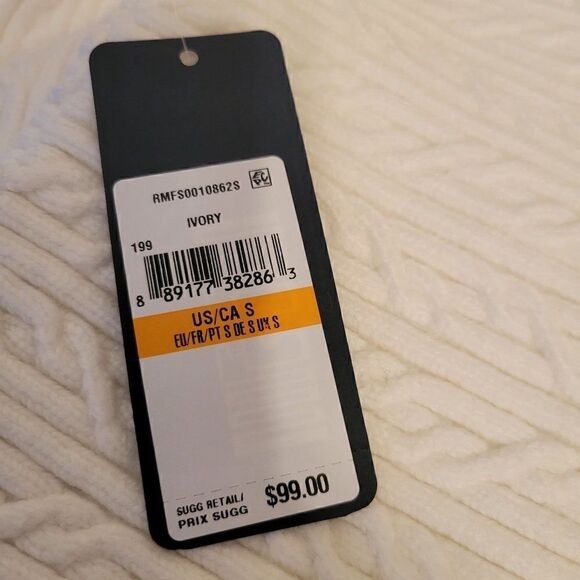 RMFS0010862S
IVORY
199
8 89177 38286 3
US/CA S
EU/FR/PT S DE S UK S
SUGG RETAIL/ $99.00
PRIX SUGG